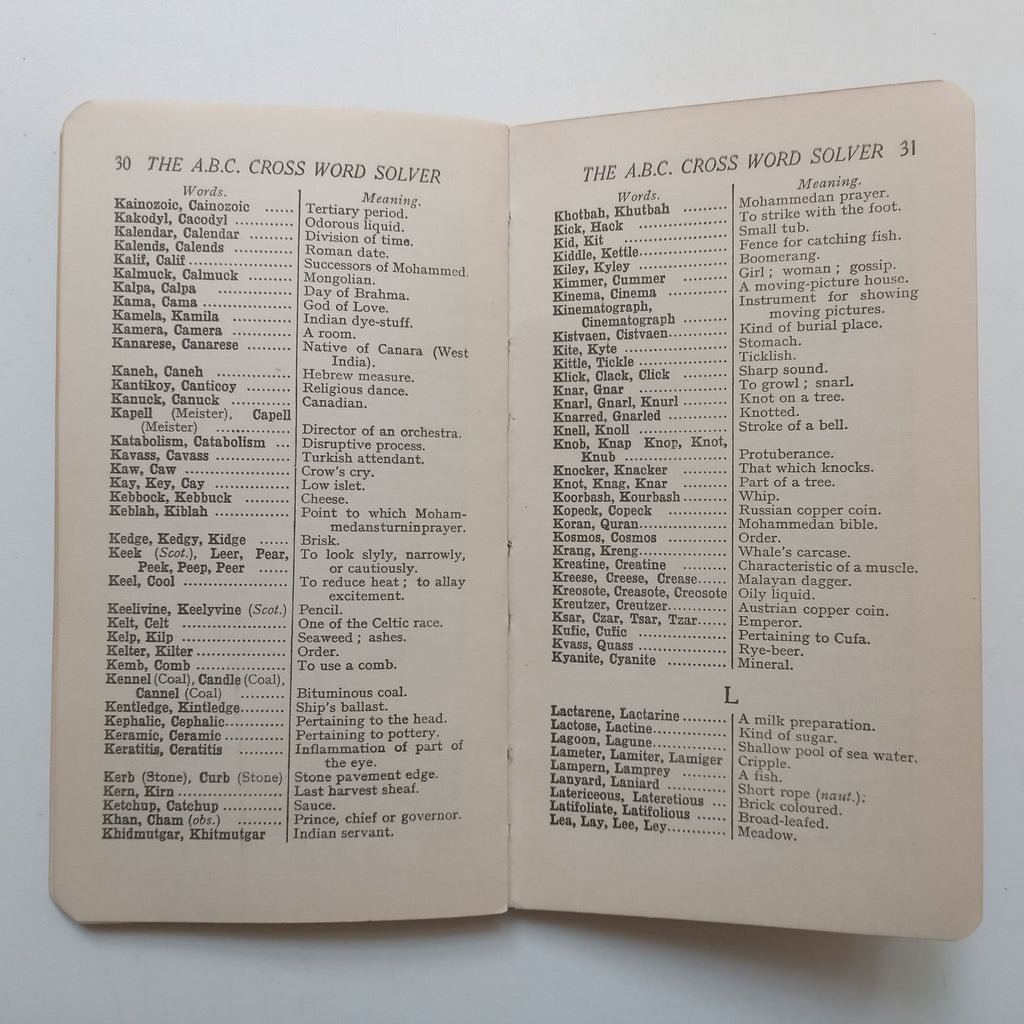 30 THE A.B.C. CROSS WORD SOLVER
Words. Meaning.
Kainozoic, Cainozoic ...... Tertiary period.
Kakodyl, Cacodyl ............ Odorous liquid.
Kalendar, Calendar ......... Division of time.
Kalends, Calends ............ Roman date.
Kalif, Calif ..................... Successors of Mohammed.
Kalmuck, Calmuck ......... Mongolian.
Kalpa, Calpa ............... Day of Brahma.
Kama, Cama .................. God of Love.
Kamela, Kamila ............ Indian dye-stuff.
Kamera, Camera ............ A room.
Kanarese, Canarese ......... Native of Canara (West
India).
Kaneh, Caneh ............... Hebrew measure.
Kantikoy, Canticoy ......... Religious dance.
Kanuck, Canuck ............ Canadian.
Kapell (Meister), Capell
(Meister) ............... Director of an orchestra.
Katabolism, Catabolism ... Disruptive process.
Kavass, Cavass ............... Turkish attendant.
Kaw, Caw ..................... Crow's cry.
Kay, Key, Cay ............... Low islet.
Kebbock, Kebbuck ......... Cheese.
Keblah, Kiblah ............... Point to which Moham-
medansturninprayer.
Kedge, Kedgy, Kidge ...... Brisk.
Keek (Scot.), Leer, Pear, To look slyly, narrowly,
Peek, Peep, Peer ...... or cautiously.
Keel, Cool ..................... To reduce heat; to allay
excitement.
Keelivine, Keelyvine (Scot.) Pencil.
Kelt, Celt ..................... One of the Celtic race.
Kelp, Kilp ..................... Seaweed; ashes.
Kelter, Kilter .................. Order.
Kemb, Comb .................. To use a comb.
Kennel (Coal), Candle (Coal),
Cannel (Coal) ......... Bituminous coal.
Kentledge, Kintledge......... Ship's ballast.
Kephalic, Cephalic............ Pertaining to the head.
Keramic, Ceramic ............ Pertaining to pottery.
Keratitis, Ceratitis ......... Inflammation of part of
the eye.
Kerb (Stone), Curb (Stone) Stone pavement edge.
Kern, Kirn ..................... Last harvest sheaf.
Ketchup, Catchup ............ Sauce.
Khan, Cham (obs.) ......... Prince, chief or governor.
Khidmutgar, Khitmutgar Indian servant.
THE A.B.C. CROSS WORD SOLVER 31
Words. Meaning.
Khotbah, Khutbah ......... Mohammedan prayer.
Kick, Hack .................. To strike with the foot.
Kid, Kit ..................... Small tub.
Kiddle, Kettle............... Fence for catching fish.
Kiley, Kyley ............... Boomerang.
Kimmer, Cummer ......... Girl; woman; gossip.
Kinema, Cinema ............ A moving-picture house.
Kinematograph, Instrument for showing
Cinematograph ......... moving pictures.
Kistvaen, Cistvaen............ Kind of burial place.
Kite, Kyte ..................... Stomach.
Kittle, Tickle .................. Ticklish.
Klick, Clack, Click ............ Sharp sound.
Knar, Gnar .................. To growl; snarl.
Knarl, Gnarl, Knurl ......... Knot on a tree.
Knarred, Gnarled ............ Knotted.
Knell, Knoll .................. Stroke of a bell.
Knob, Knap Knop, Knot,
Knub ..................... Protuberance.
Knocker, Knacker ............ That which knocks.
Knot, Knag, Knar ............ Part of a tree.
Koorbash, Kourbash ......... Whip.
Kopeck, Copeck ............... Russian copper coin.
Koran, Quran.................. Mohammedan bible.
Kosmos, Cosmos ............ Order.
Krang, Kreng.................. Whale's carcase.
Kreatine, Creatine ............ Characteristic of a muscle.
Kreese, Creese, Crease...... Malayan dagger.
Kreosote, Creasote, Creosote Oily liquid.
Kreutzer, Creutzer............ Austrian copper coin.
Ksar, Czar, Tsar, Tzar...... Emperor.
Kufic, Cufic .................. Pertaining to Cufa.
Kvass, Quass .................. Rye-beer.
Kyanite, Cyanite ............ Mineral.
L
Lactarene, Lactarine ......... A milk preparation.
Lactose, Lactine............... Kind of sugar.
Lagoon, Lagune............... Shallow pool of sea water.
Lameter, Lamiter, Lamiger Cripple.
Lampern, Lamprey ......... A fish.
Lanyard, Laniard ............ Short rope (naut.):
Latericeous, Lateretious ... Brick coloured.
Latifoliate, Latifolious ...... Broad-leafed.
Lea, Lay, Lee, Ley............ Meadow.